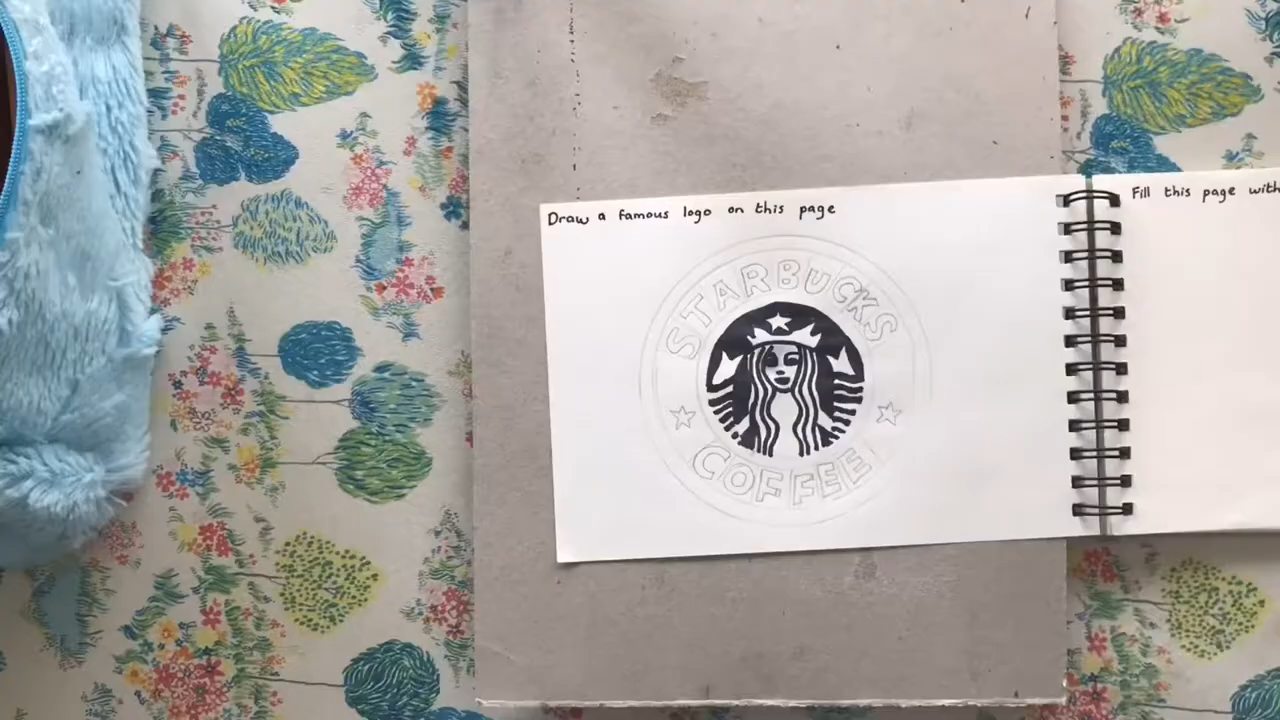 Draw a famous logo on this page
Fill this page with
STARBUCKS
COFFEE